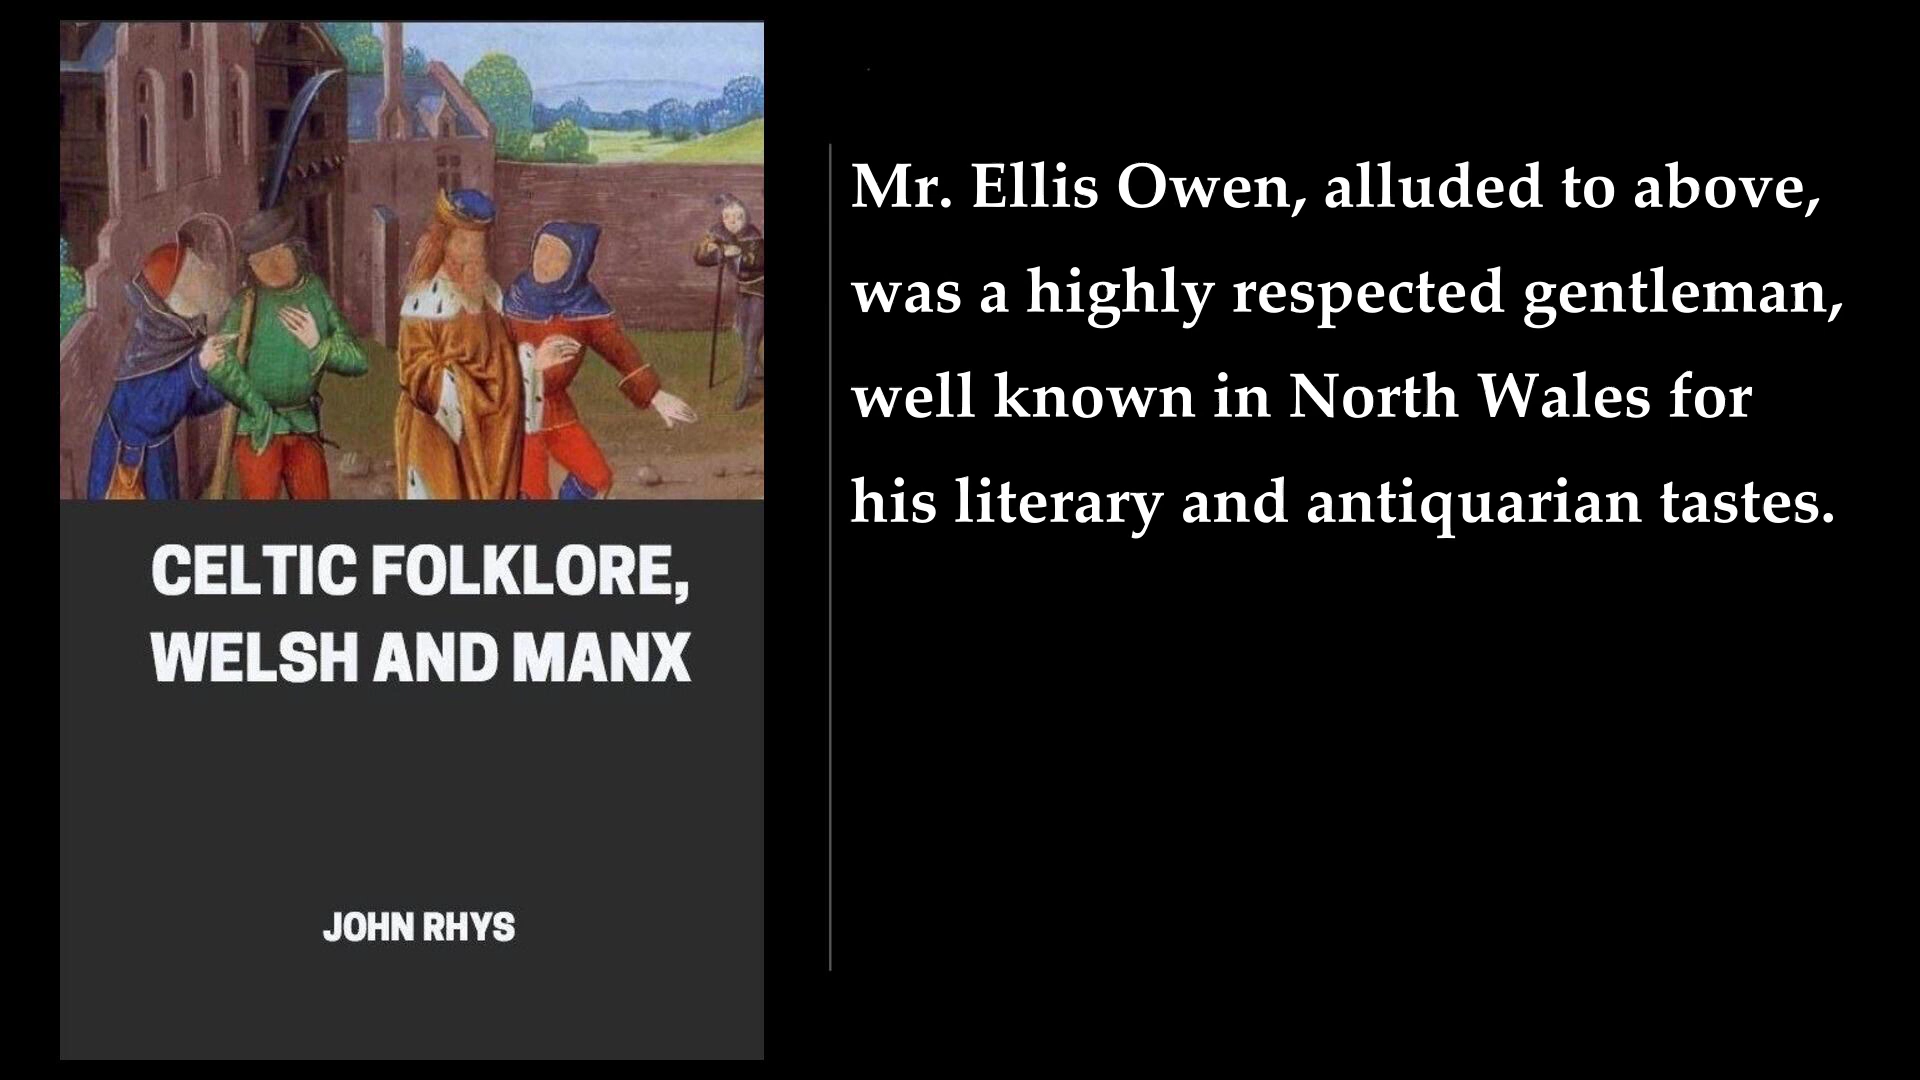 CELTIC FOLKLORE,
WELSH AND MANX
JOHN RHYS
Mr. Ellis Owen, alluded to above,
was a highly respected gentleman,
well known in North Wales for
his literary and antiquarian tastes.